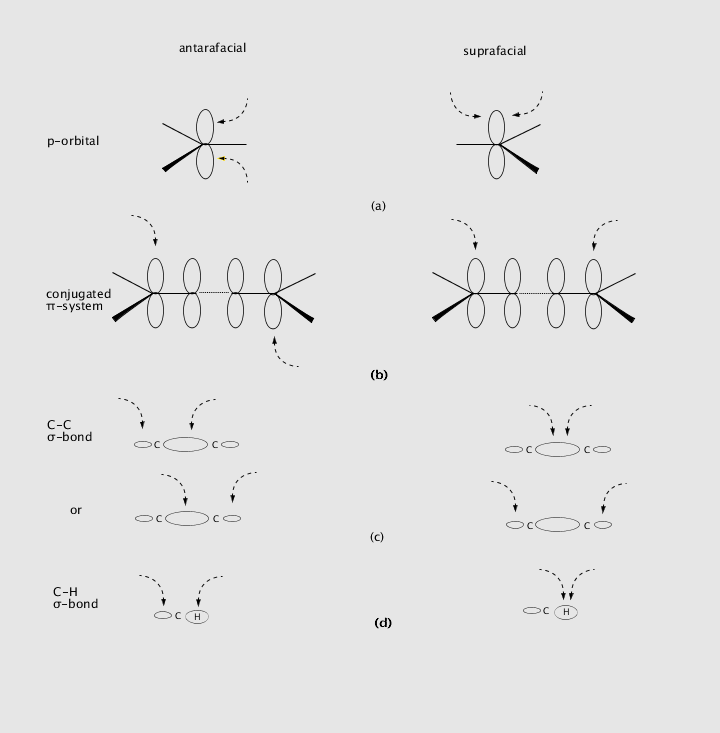 antarafacial
suprafacial
p-orbital
(a)
conjugated
π-system
(b)
C-C
σ-bond
C C
C C
or
C C
C C
(c)
C-H
σ-bond
C H
C H
(d)